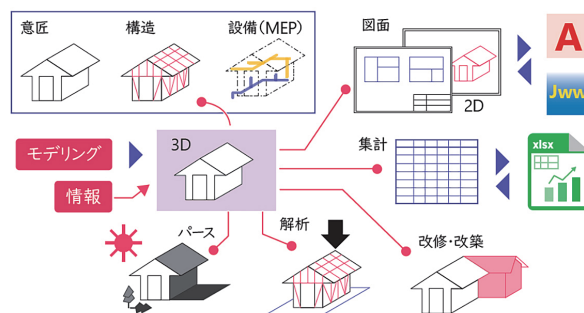 意匠
構造
設備(MEP)
図面
2D
A
Jww
モデリング
情報
3D
集計
xlsx
パース
解析
改修・改築